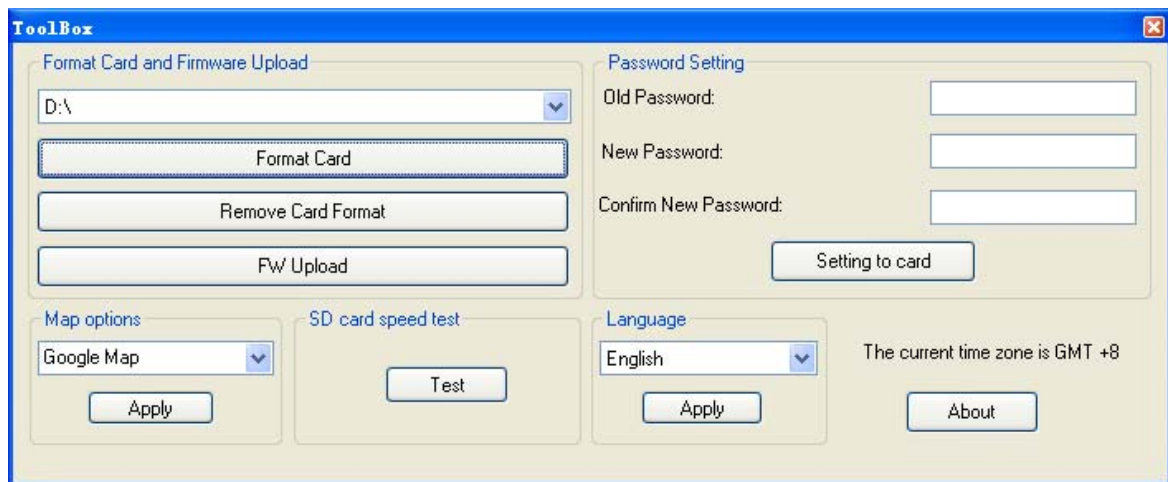 ToolBox
Format Card and Firmware Upload
D:\
Format Card
Remove Card Format
FW Upload
Password Setting
Old Password:
New Password:
Confirm New Password:
Setting to card
Map options
Google Map
Apply
SD card speed test
Test
Language
English
Apply
The current time zone is GMT +8
About